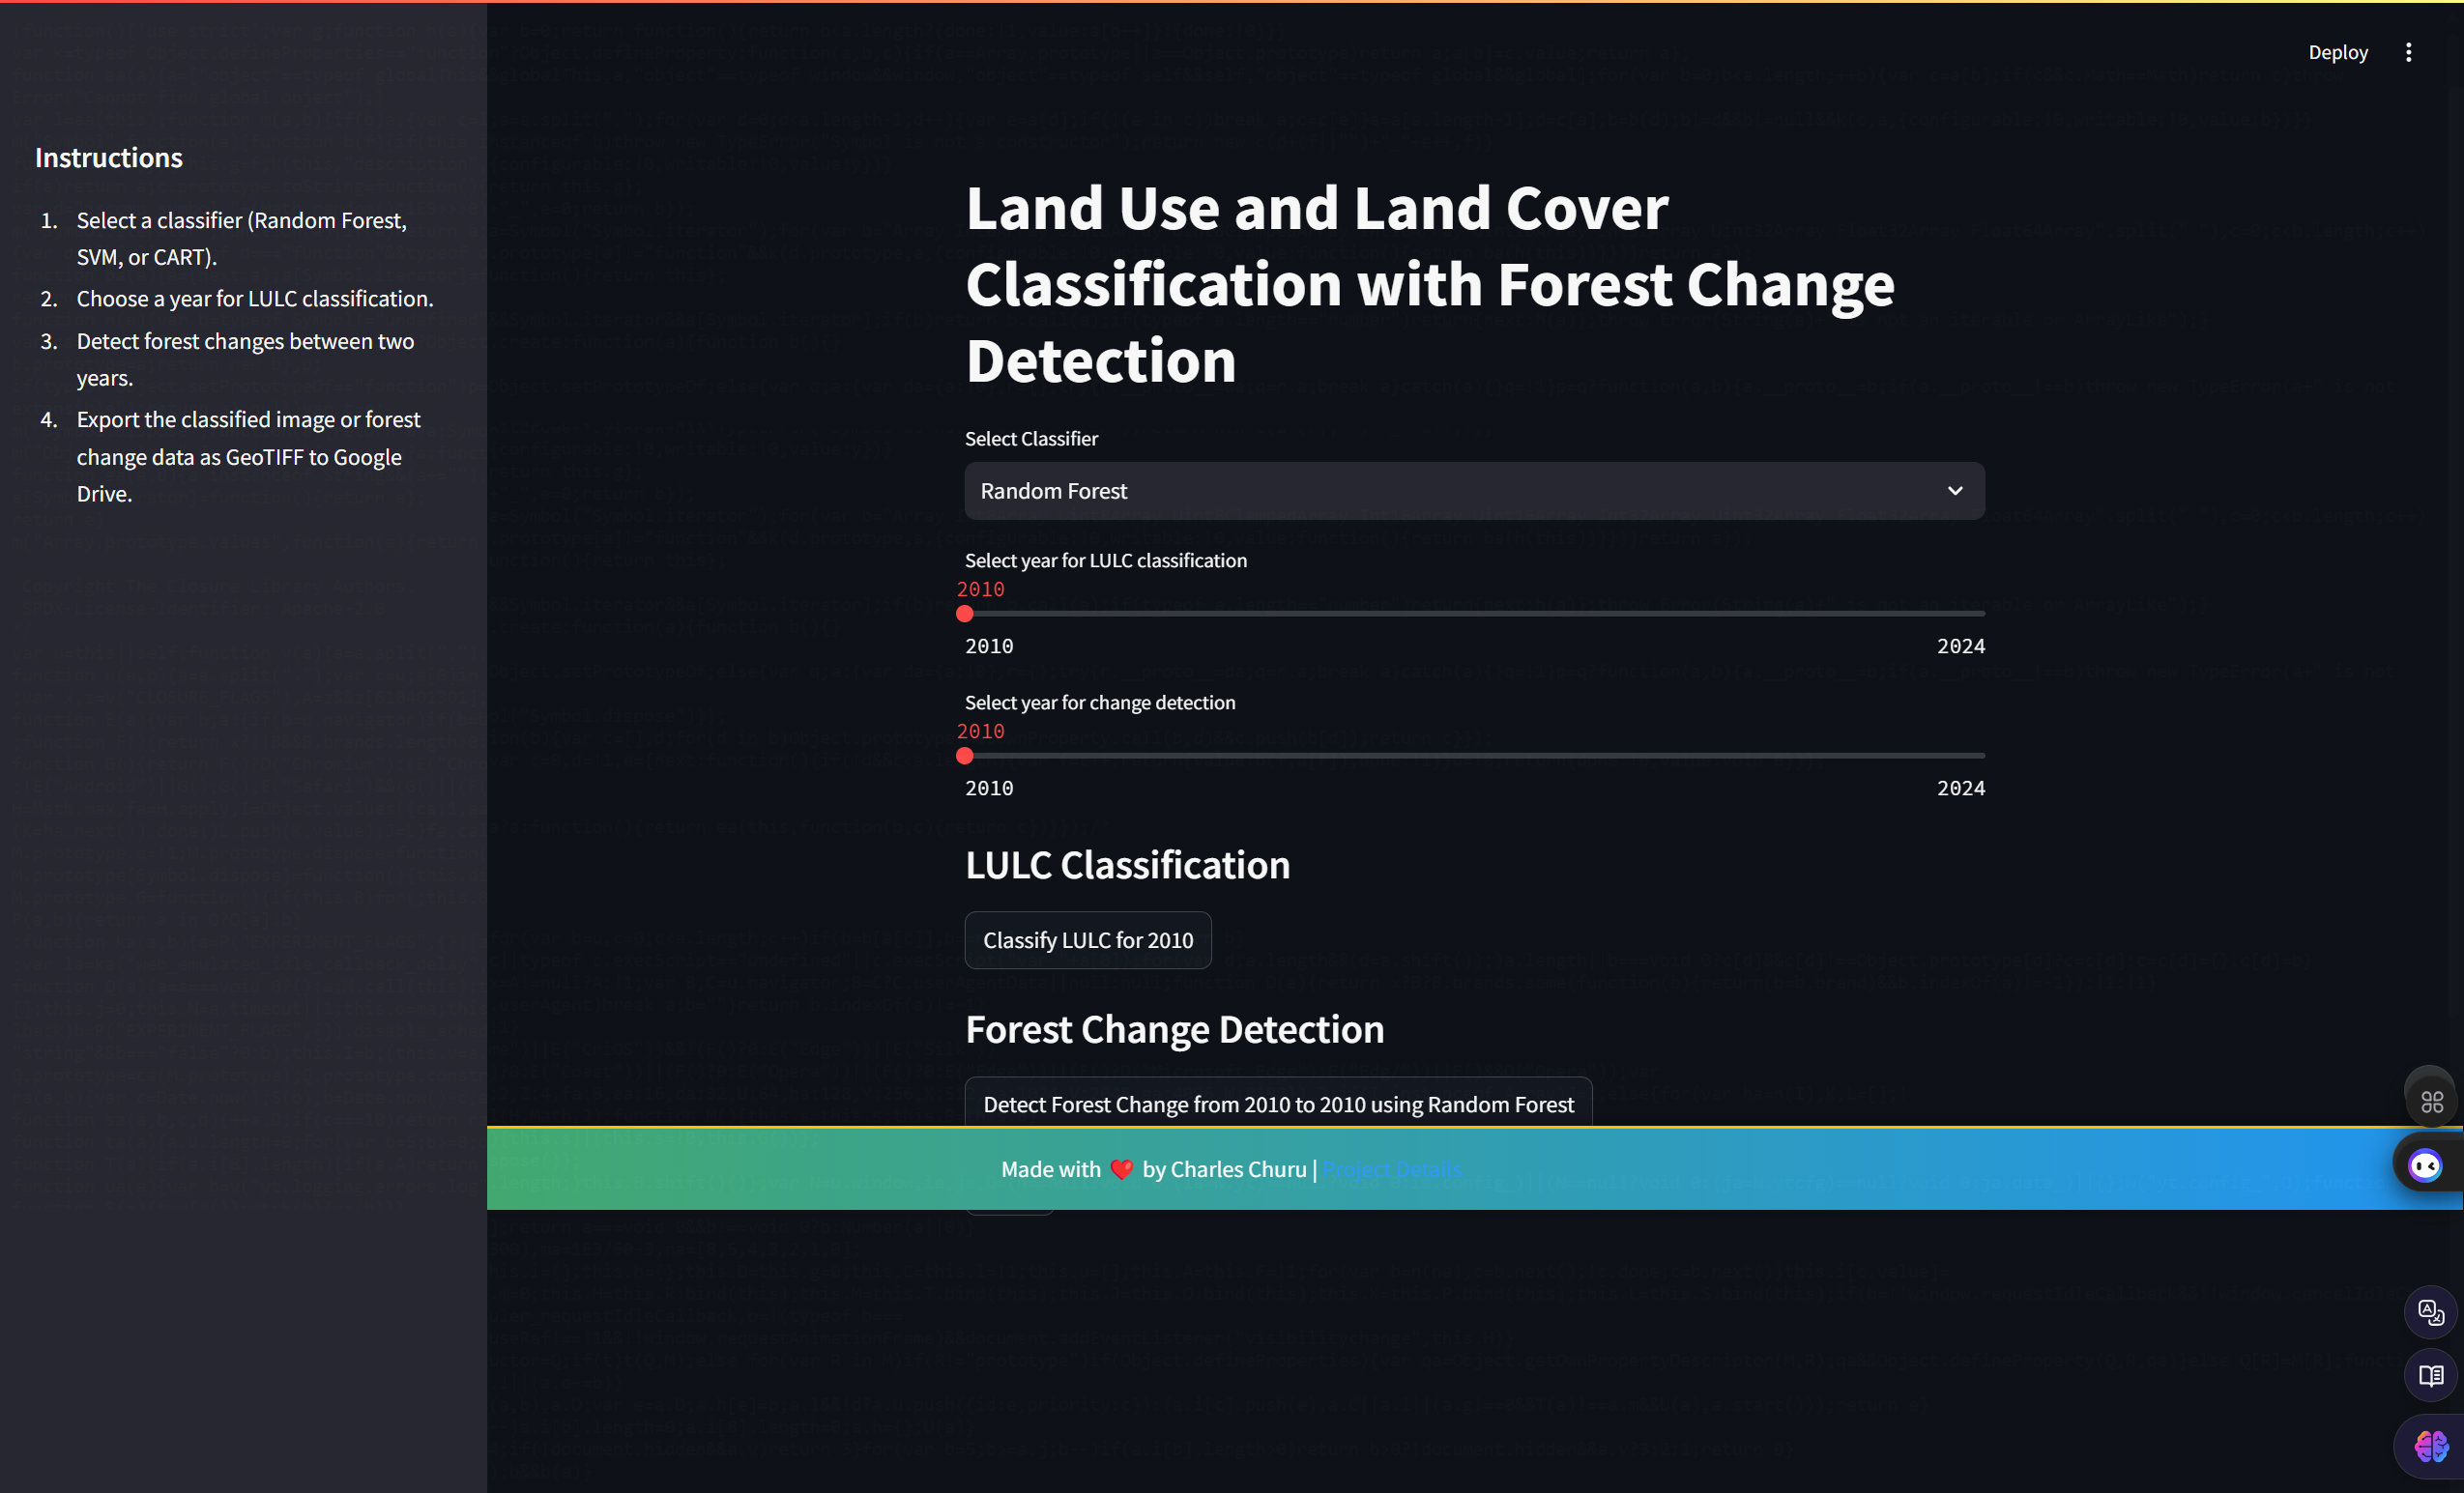 Deploy
Instructions
1. Select a classifier (Random Forest,
SVM, or CART).
2. Choose a year for LULC classification.
3. Detect forest changes between two
years.
4. Export the classified image or forest
change data as GeoTIFF to Google
Drive.
Land Use and Land Cover
Classification with Forest Change
Detection
Select Classifier
Random Forest
Select year for LULC classification
2010
2010 2024
Select year for change detection
2010
2010 2024
LULC Classification
Classify LULC for 2010
Forest Change Detection
Detect Forest Change from 2010 to 2010 using Random Forest
Made with ❤️ by Charles Churu | Project Details